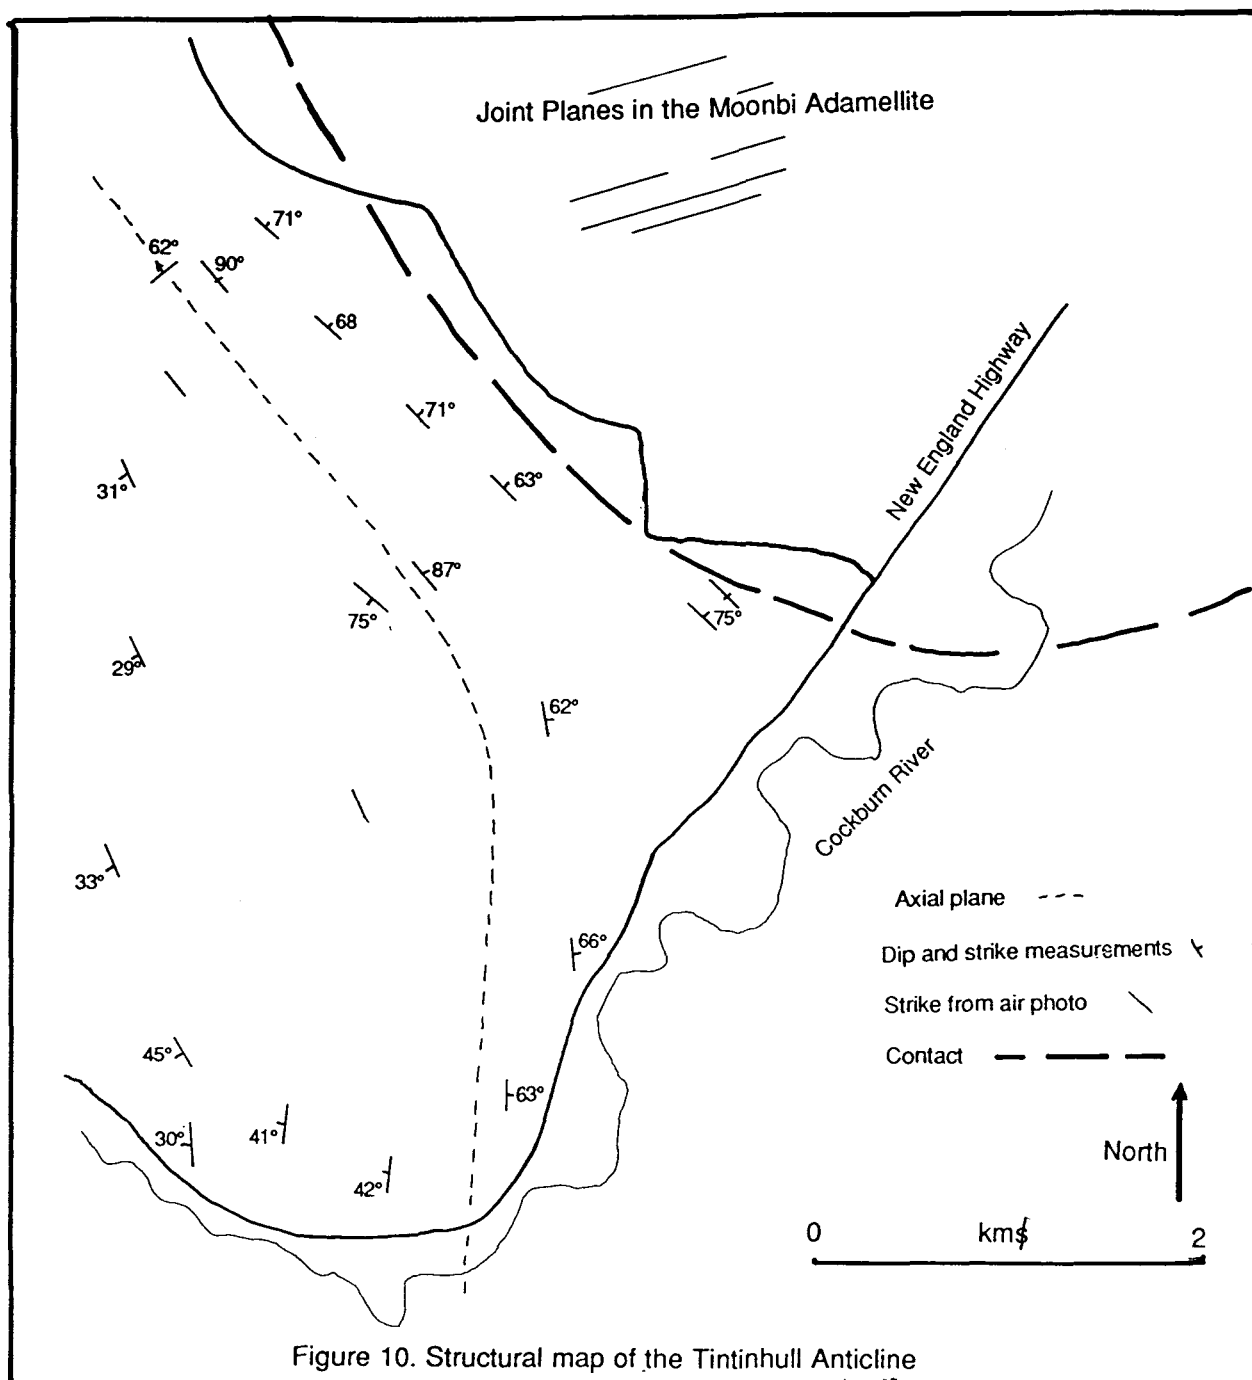 Joint Planes in the Moonbi Adamellite
71°
62°
90°
68
71°
63°
31°
87°
75°
75°
29°
62°
33°
66°
45°
63°
30°
41°
42°
New England Highway
Cockburn River
Axial plane
Dip and strike measurements
Strike from air photo
Contact
North
0 kms 2
Figure 10. Structural map of the Tintinhull Anticline